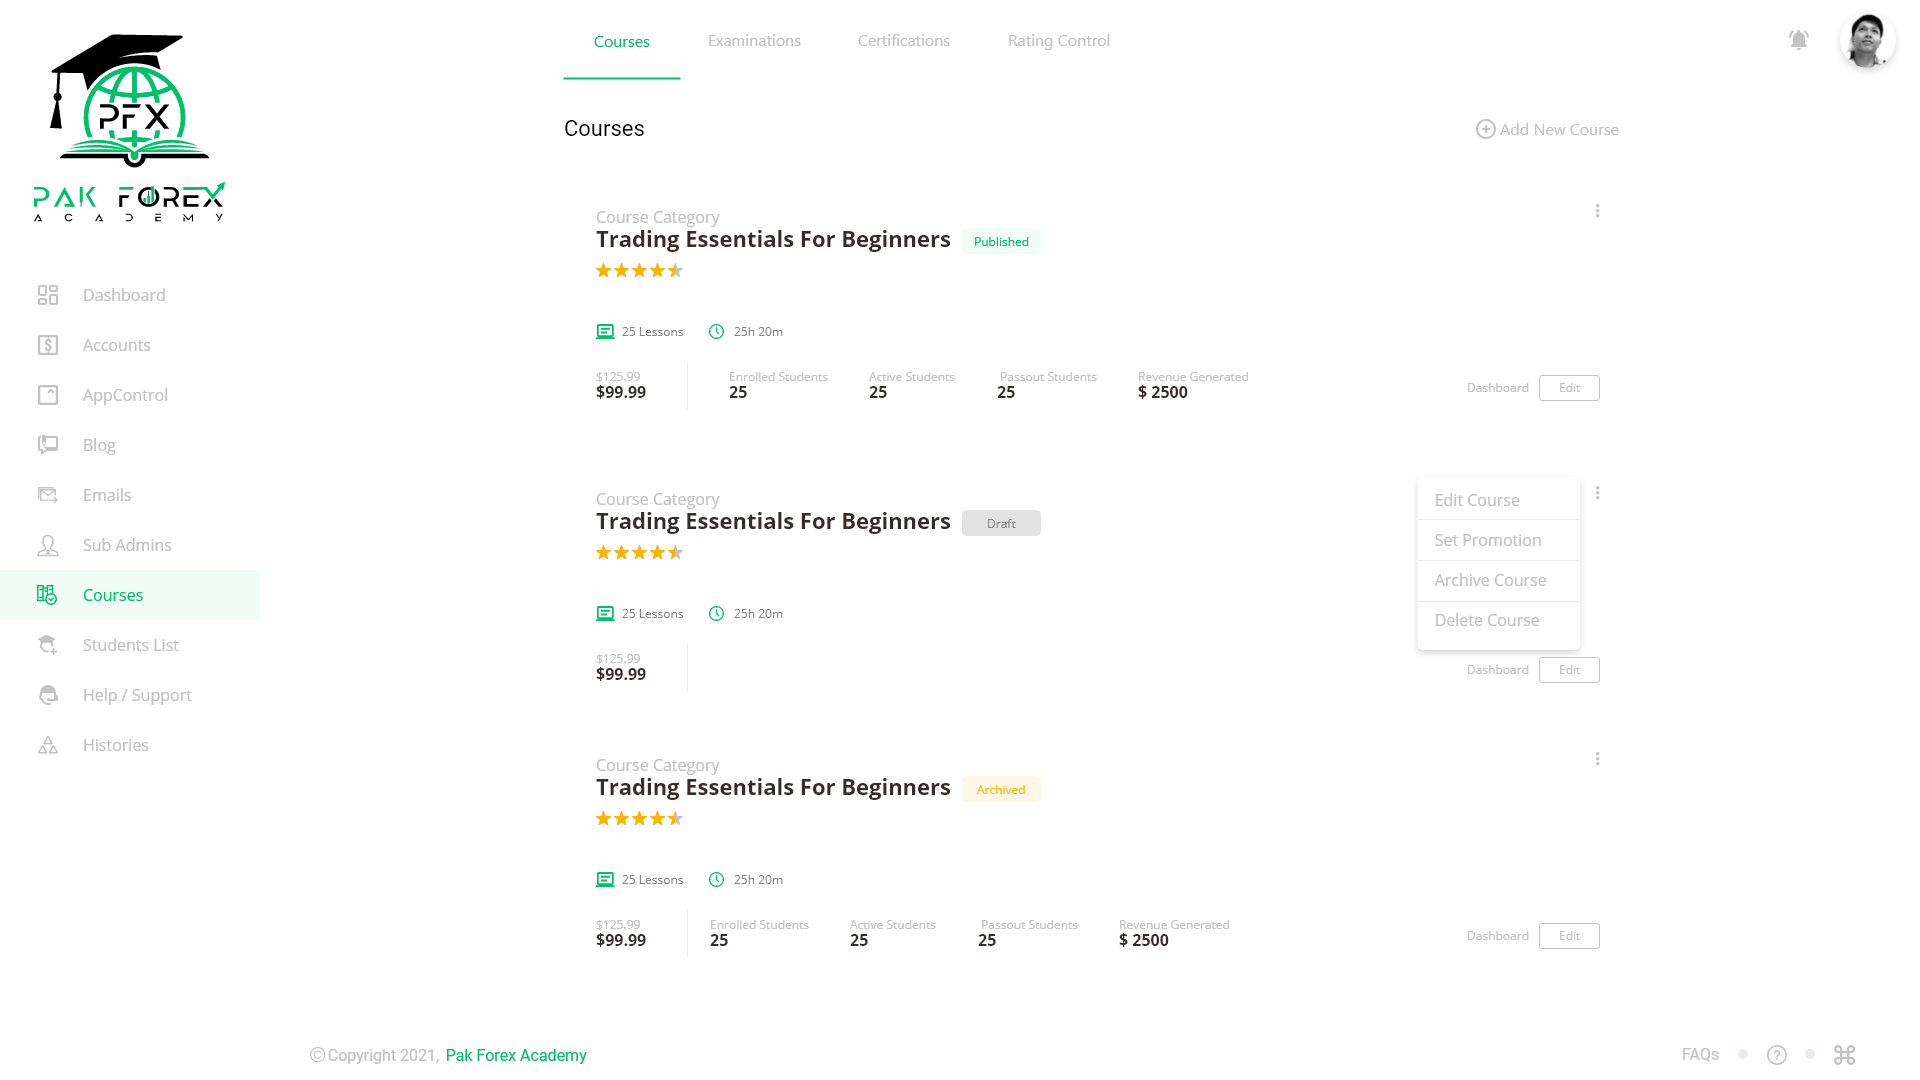 PFX
PAK FOREX
ACADEMY
Courses
Examinations
Certifications
Rating Control
Courses
Add New Course
Dashboard
Accounts
AppControl
Blog
Emails
Sub Admins
Courses
Students List
Help / Support
Histories
Course Category
Trading Essentials For Beginners Published
25 Lessons 25h 20m
$125.99 Enrolled Students Active Students Passout Students Revenue Generated
$99.99 25 25 25 $ 2500
Dashboard Edit
Course Category
Trading Essentials For Beginners Draft
25 Lessons 25h 20m
$125.99
$99.99
Edit Course
Set Promotion
Archive Course
Delete Course
Dashboard Edit
Course Category
Trading Essentials For Beginners Archived
25 Lessons 25h 20m
$125.99 Enrolled Students Active Students Passout Students Revenue Generated
$99.99 25 25 25 $ 2500
Dashboard Edit
©Copyright 2021, Pak Forex Academy
FAQs